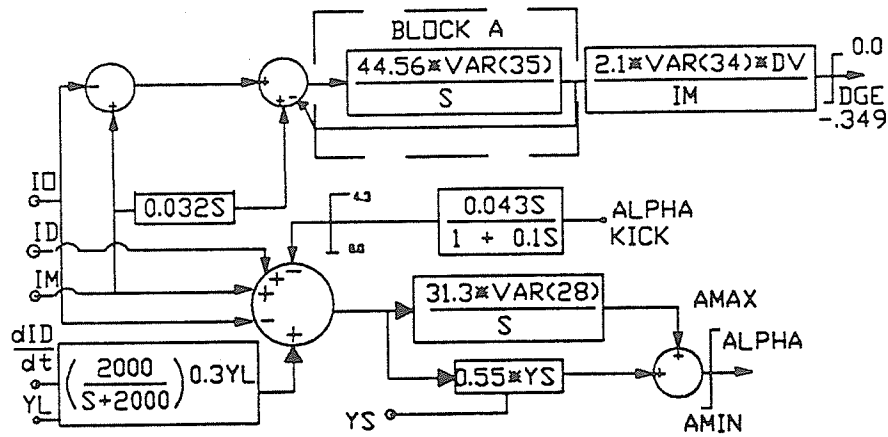 BLOCK A
44.56*VAR(35)
S
2.1*VAR(34)*DV
IM
0.0
DGE
-.349
IO
0.032S
4.3
0.0
0.043S
1 + 0.1S
ALPHA
KICK
ID
IM
31.3*VAR(28)
S
AMAX
ALPHA
dID
dt
(2000
S+2000) 0.3YL
YL
0.55*YS
YS
AMIN